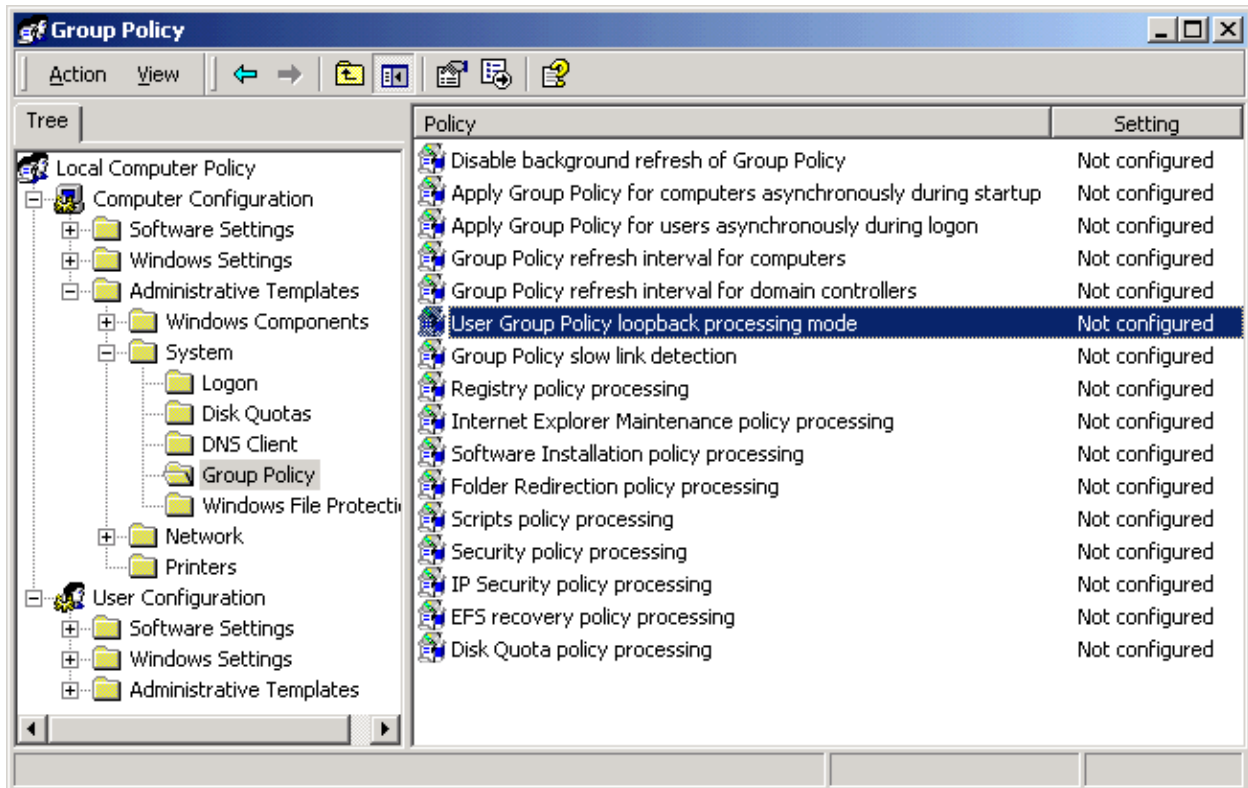 Group Policy
Action View
Tree
Local Computer Policy
Computer Configuration
Software Settings
Windows Settings
Administrative Templates
Windows Components
System
Logon
Disk Quotas
DNS Client
Group Policy
Windows File Protecti
Network
Printers
User Configuration
Software Settings
Windows Settings
Administrative Templates
Policy Setting
Disable background refresh of Group Policy Not configured
Apply Group Policy for computers asynchronously during startup Not configured
Apply Group Policy for users asynchronously during logon Not configured
Group Policy refresh interval for computers Not configured
Group Policy refresh interval for domain controllers Not configured
User Group Policy loopback processing mode Not configured
Group Policy slow link detection Not configured
Registry policy processing Not configured
Internet Explorer Maintenance policy processing Not configured
Software Installation policy processing Not configured
Folder Redirection policy processing Not configured
Scripts policy processing Not configured
Security policy processing Not configured
IP Security policy processing Not configured
EFS recovery policy processing Not configured
Disk Quota policy processing Not configured